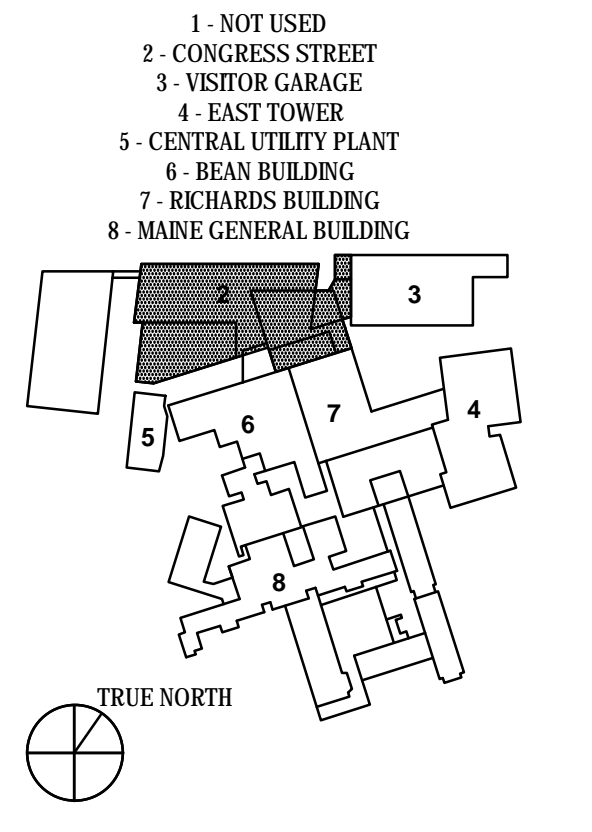 1 - NOT USED
2 - CONGRESS STREET
3 - VISITOR GARAGE
4 - EAST TOWER
5 - CENTRAL UTILITY PLANT
6 - BEAN BUILDING
7 - RICHARDS BUILDING
8 - MAINE GENERAL BUILDING
2
3
7
4
6
5
8
TRUE NORTH